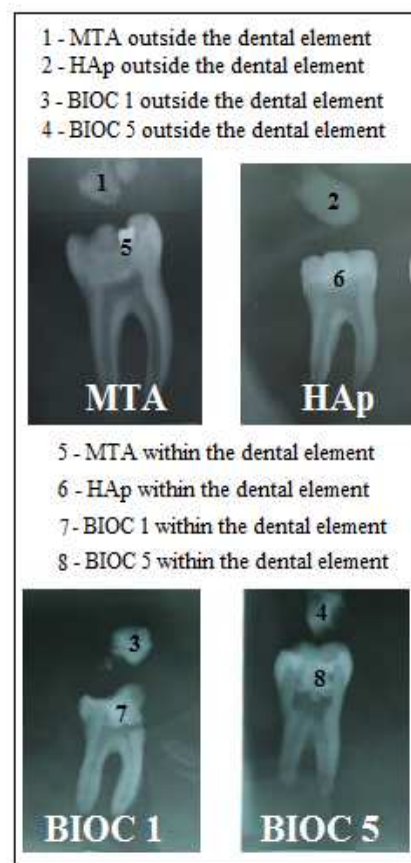 1 - MTA outside the dental element
2 - HAp outside the dental element
3 - BIOC 1 outside the dental element
4 - BIOC 5 outside the dental element
1
2
5
6
MTA
HAp
5 - MTA within the dental element
6 - HAp within the dental element
7- BIOC 1 within the dental element
8 - BIOC 5 within the dental element
3
4
7
8
BIOC 1
BIOC 5